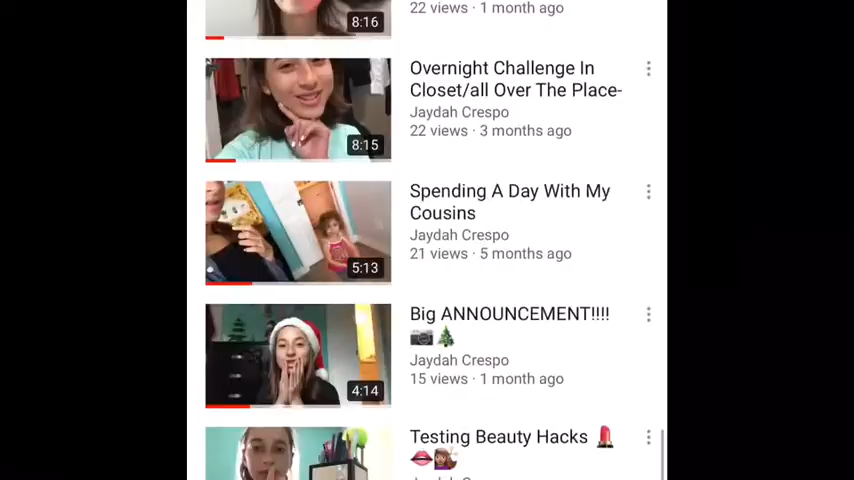 22 views · 1 month ago
8:16
Overnight Challenge In
Closet/all Over The Place-
Jaydah Crespo
22 views · 3 months ago
8:15
Spending A Day With My
Cousins
Jaydah Crespo
21 views · 5 months ago
5:13
Big ANNOUNCEMENT!!!!
📷🎄
Jaydah Crespo
15 views · 1 month ago
4:14
Testing Beauty Hacks 💄
👄💇🏽‍♀️